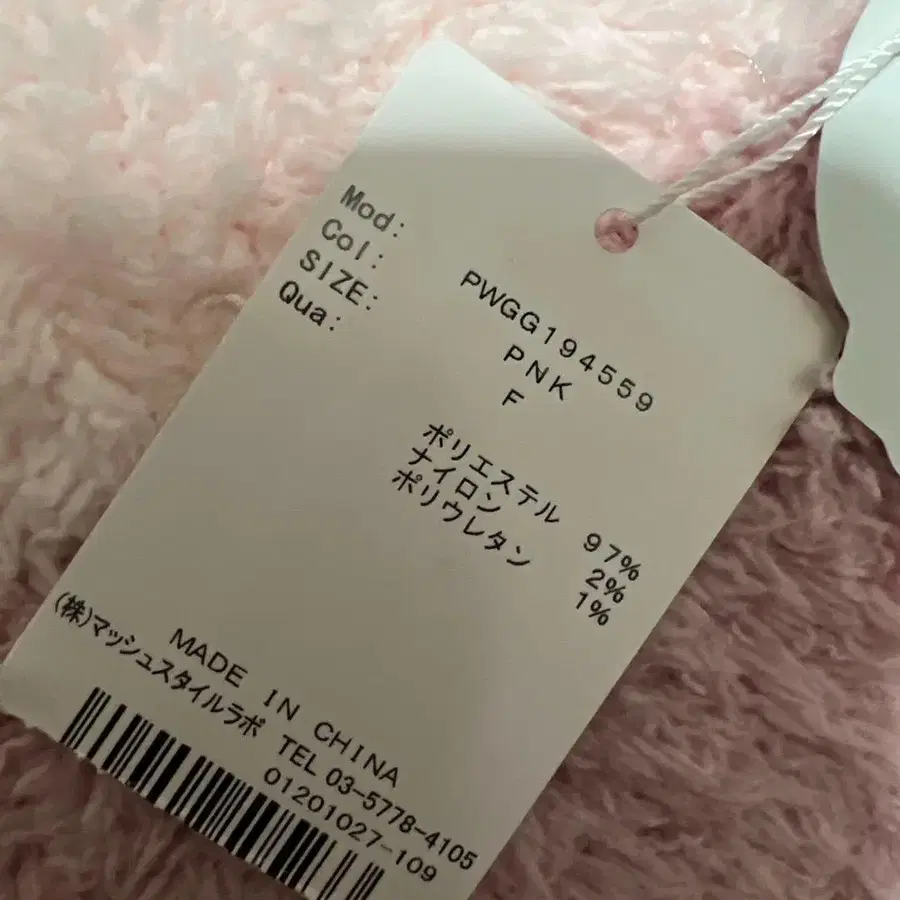 Mod: PWGG194559
Col: PNK
SIZE: F
Qua: ポリエステル 97%
ナイロン 2%
ポリウレタン 1%
MADE IN CHINA
(株)マッシュスタイルラボ TEL 03-5778-4105
01201027-109